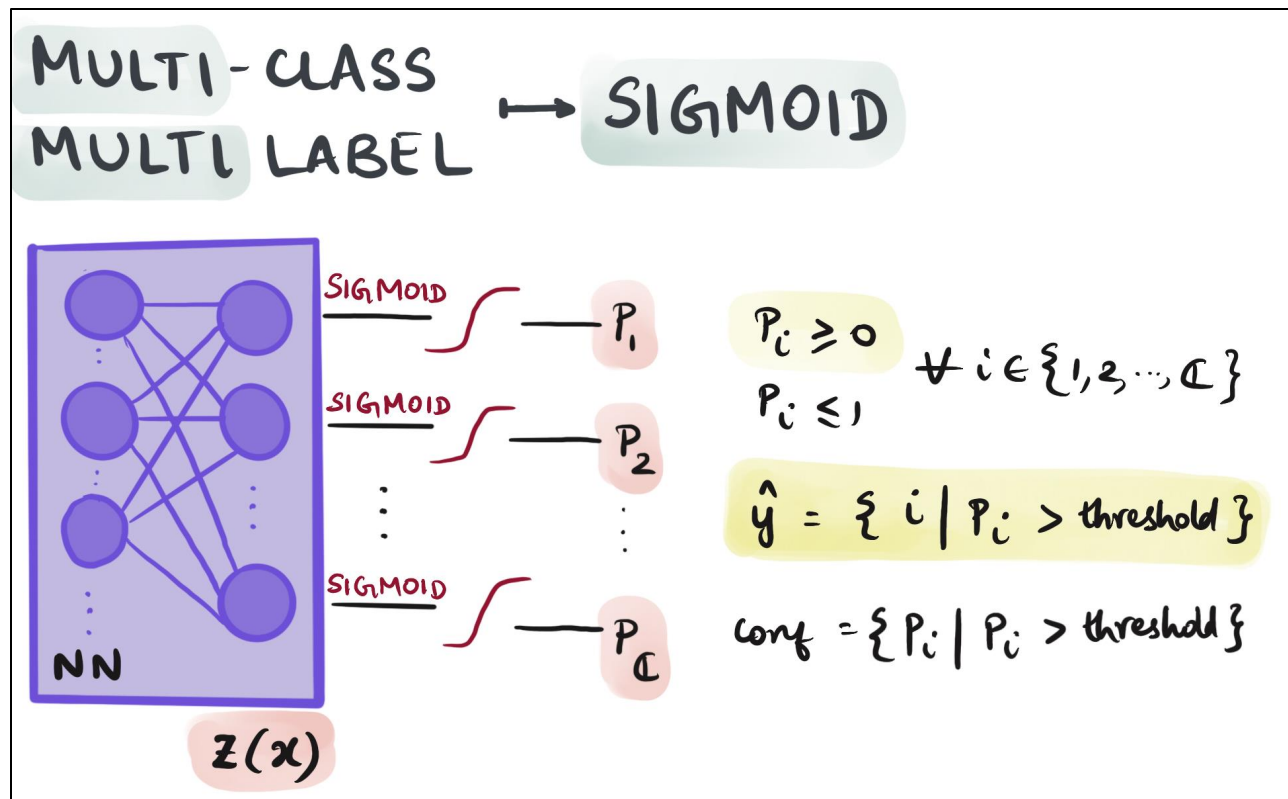 MULTI-CLASS
MULTI LABEL
↦ SIGMOID
SIGMOID
P₁
SIGMOID
P₂
SIGMOID
P_ℂ
NN
Z(x)
Pᵢ ≥ 0
Pᵢ ≤ 1
∀ i ∈ {1,2,..,ℂ}
ŷ = { i | Pᵢ > threshold }
conf = { Pᵢ | Pᵢ > threshold }